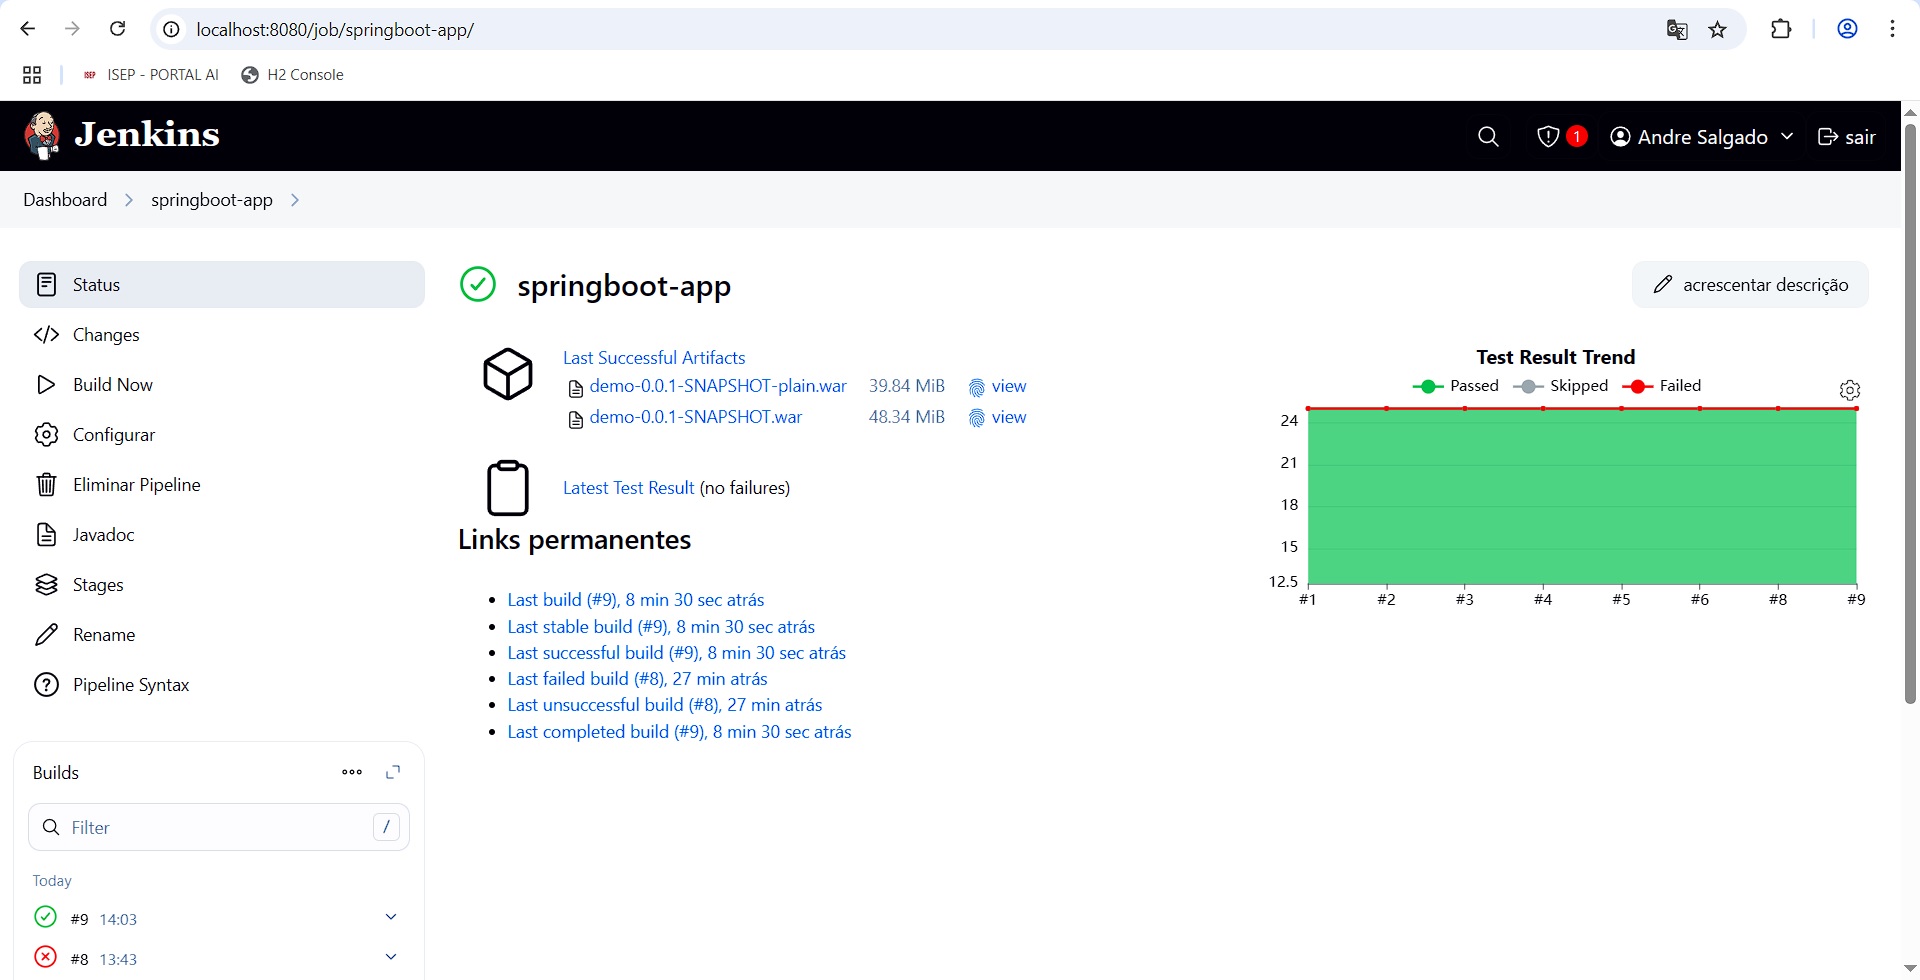 localhost:8080/job/springboot-app/
ISEP ISEP - PORTAL AI H2 Console
Jenkins
1 Andre Salgado sair
Dashboard springboot-app
Status
Changes
Build Now
Configurar
Eliminar Pipeline
Javadoc
Stages
Rename
Pipeline Syntax
Builds
Filter /
Today
#9 14:03
#8 13:43
springboot-app
acrescentar descrição
Last Successful Artifacts
demo-0.0.1-SNAPSHOT-plain.war 39.84 MiB view
demo-0.0.1-SNAPSHOT.war 48.34 MiB view
Latest Test Result (no failures)
Links permanentes
Last build (#9), 8 min 30 sec atrás
Last stable build (#9), 8 min 30 sec atrás
Last successful build (#9), 8 min 30 sec atrás
Last failed build (#8), 27 min atrás
Last unsuccessful build (#8), 27 min atrás
Last completed build (#9), 8 min 30 sec atrás
Test Result Trend
Passed Skipped Failed
24
21
18
15
12.5
#1 #2 #3 #4 #5 #6 #8 #9